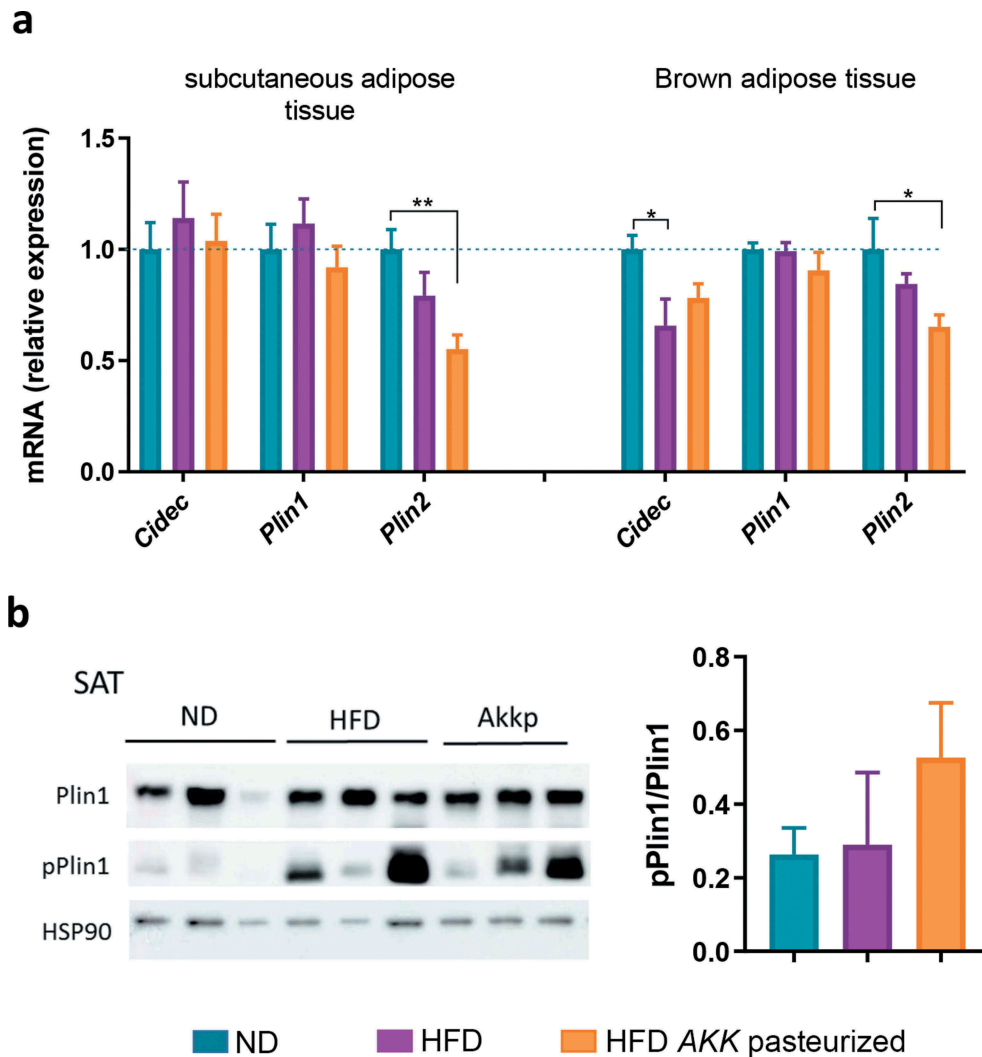 a
subcutaneous adipose
tissue
Brown adipose tissue
mRNA (relative expression)
1.5
1.0
0.5
0.0
**
*
*
Cidec
Plin1
Plin2
Cidec
Plin1
Plin2
b
SAT
ND
HFD
Akkp
Plin1
pPlin1
HSP90
pPlin1/Plin1
0.8
0.6
0.4
0.2
0.0
ND
HFD
HFD AKK pasteurized